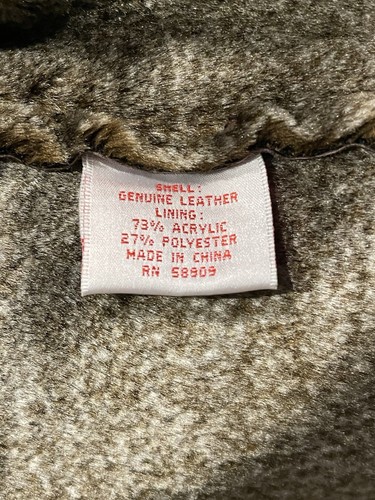 SHELL:
GENUINE LEATHER
LINING:
73% ACRYLIC
27% POLYESTER
MADE IN CHINA
RN 58909